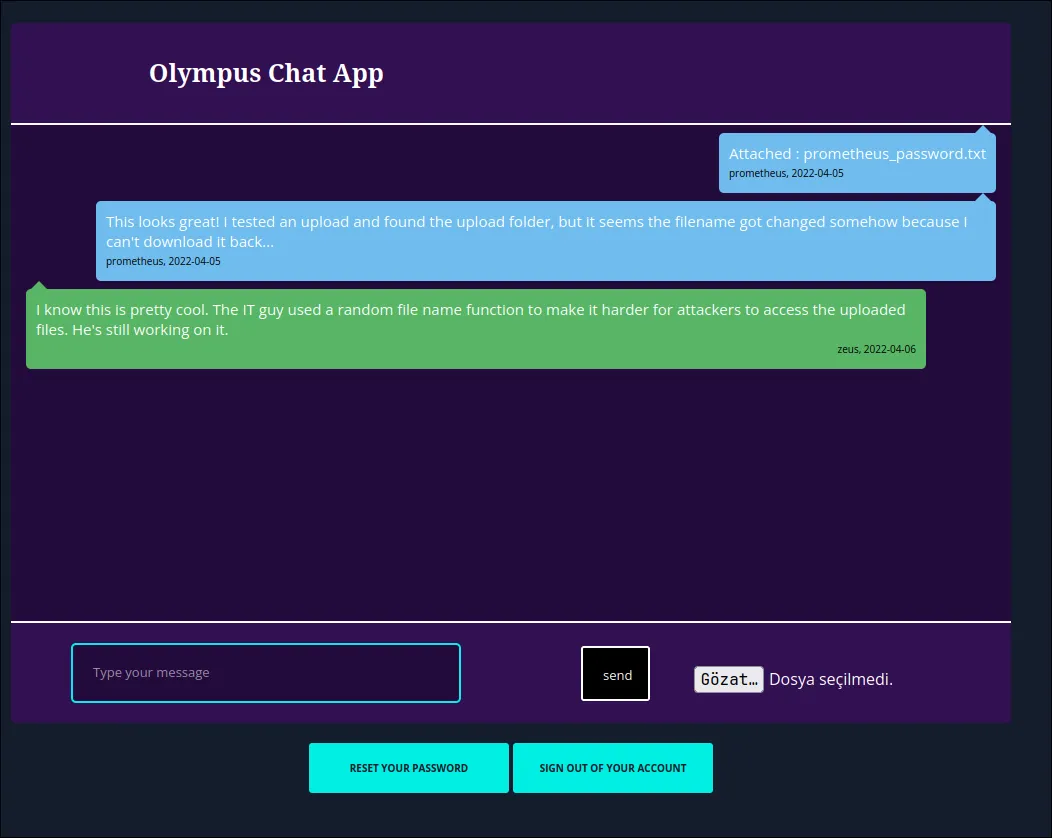 Olympus Chat App
Attached : prometheus_password.txt
prometheus, 2022-04-05
This looks great! I tested an upload and found the upload folder, but it seems the filename got changed somehow because I
can't download it back...
prometheus, 2022-04-05
I know this is pretty cool. The IT guy used a random file name function to make it harder for attackers to access the uploaded
files. He's still working on it.
zeus, 2022-04-06
Type your message
send
Gözat… Dosya seçilmedi.
RESET YOUR PASSWORD
SIGN OUT OF YOUR ACCOUNT